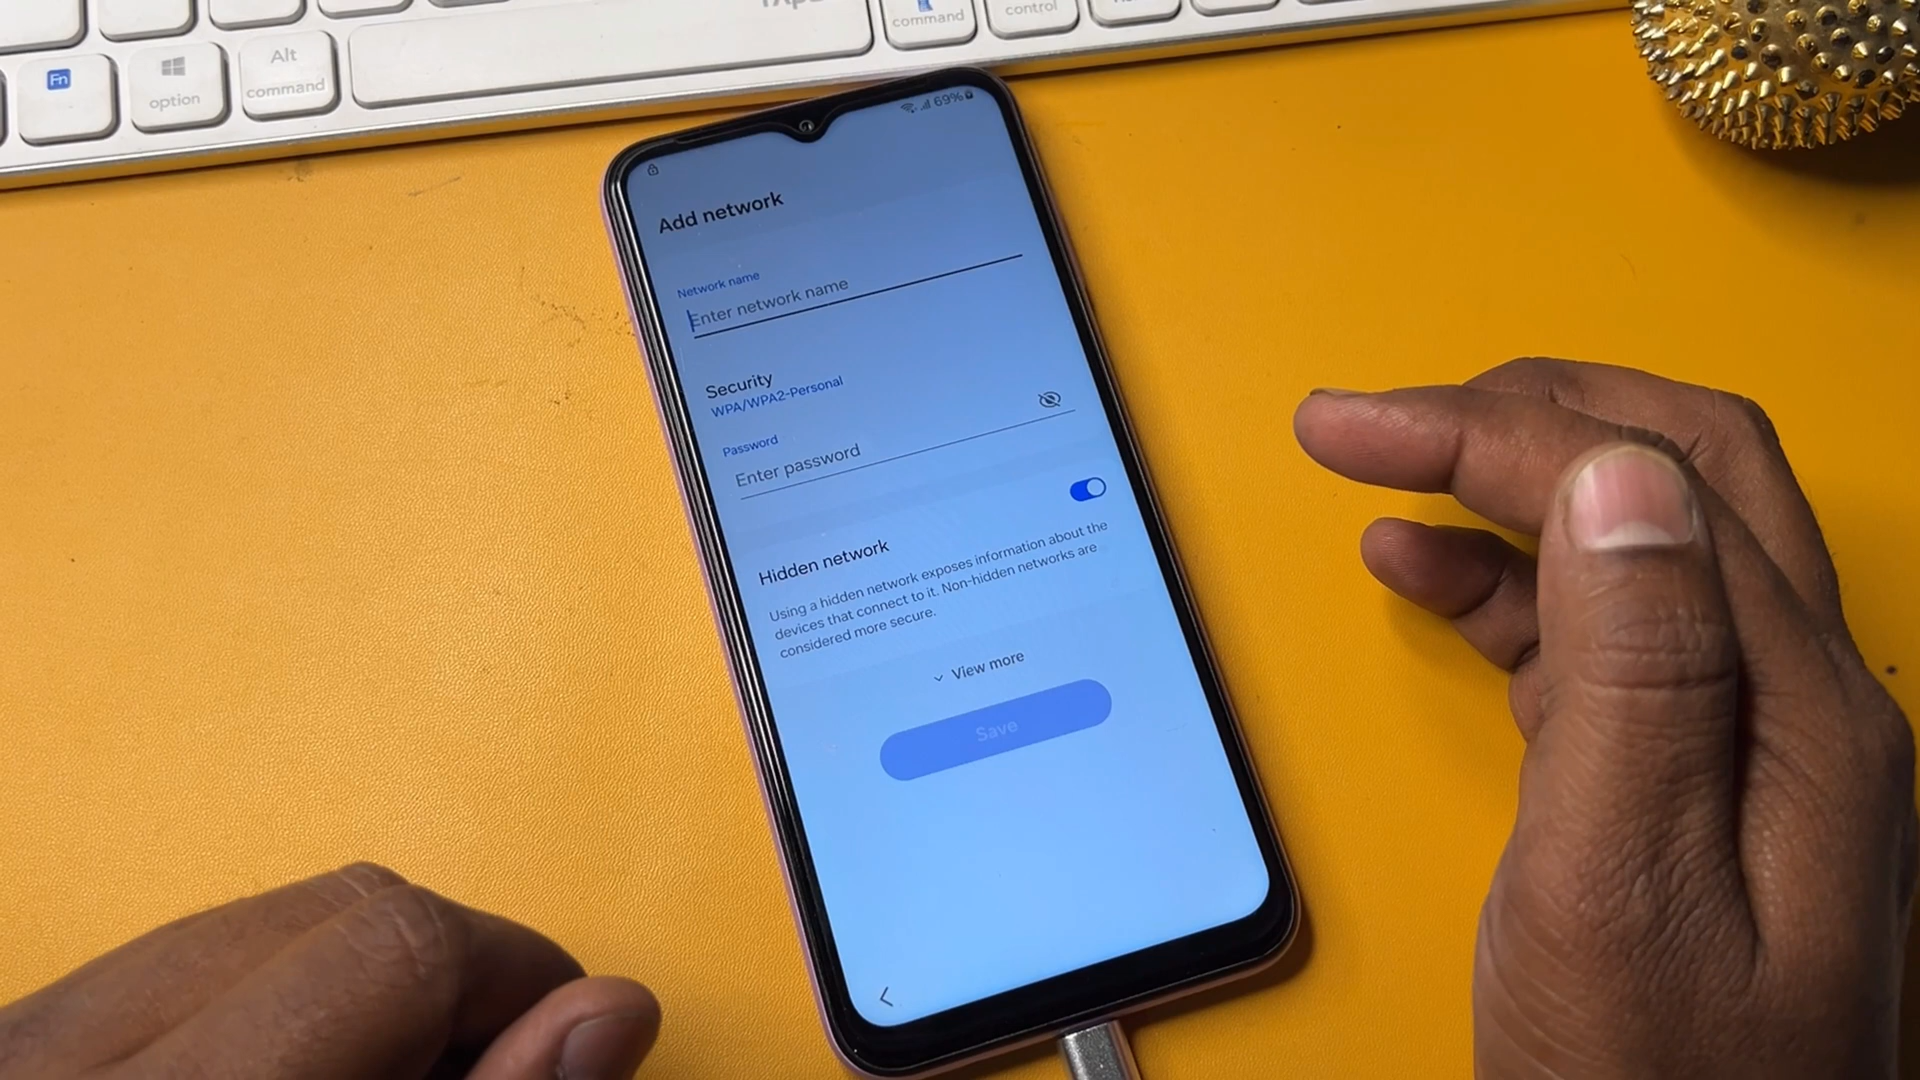 Fn
option
Alt
command
command
control
69%
Add network
Network name
Enter network name
Security
WPA/WPA2-Personal
Password
Enter password
Hidden network
Using a hidden network exposes information about the
devices that connect to it. Non-hidden networks are
considered more secure.
View more
Save